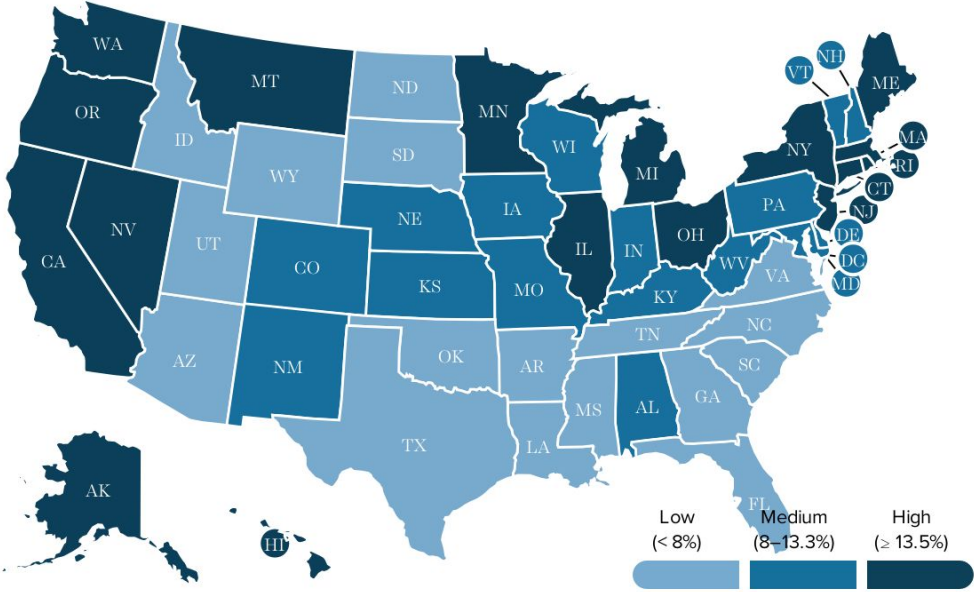 WA
MT
ND
MN
VT
NH
ME
OR
ID
SD
WI
NY
MA
RI
WY
MI
CT
NV
NE
IA
PA
NJ
CA
UT
CO
KS
MO
IL
IN
OH
WV
DE
DC
MD
KY
VA
AZ
NM
OK
AR
TN
NC
SC
TX
LA
MS
AL
GA
FL
AK
HI
Low
(< 8%)
Medium
(8–13.3%)
High
(≥ 13.5%)